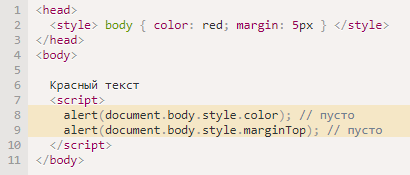 1 <head>
2   <style> body { color: red; margin: 5px } </style>
3 </head>
4 <body>
5
6   Красный текст
7   <script>
8     alert(document.body.style.color); // пусто
9     alert(document.body.style.marginTop); // пусто
10   </script>
11 </body>